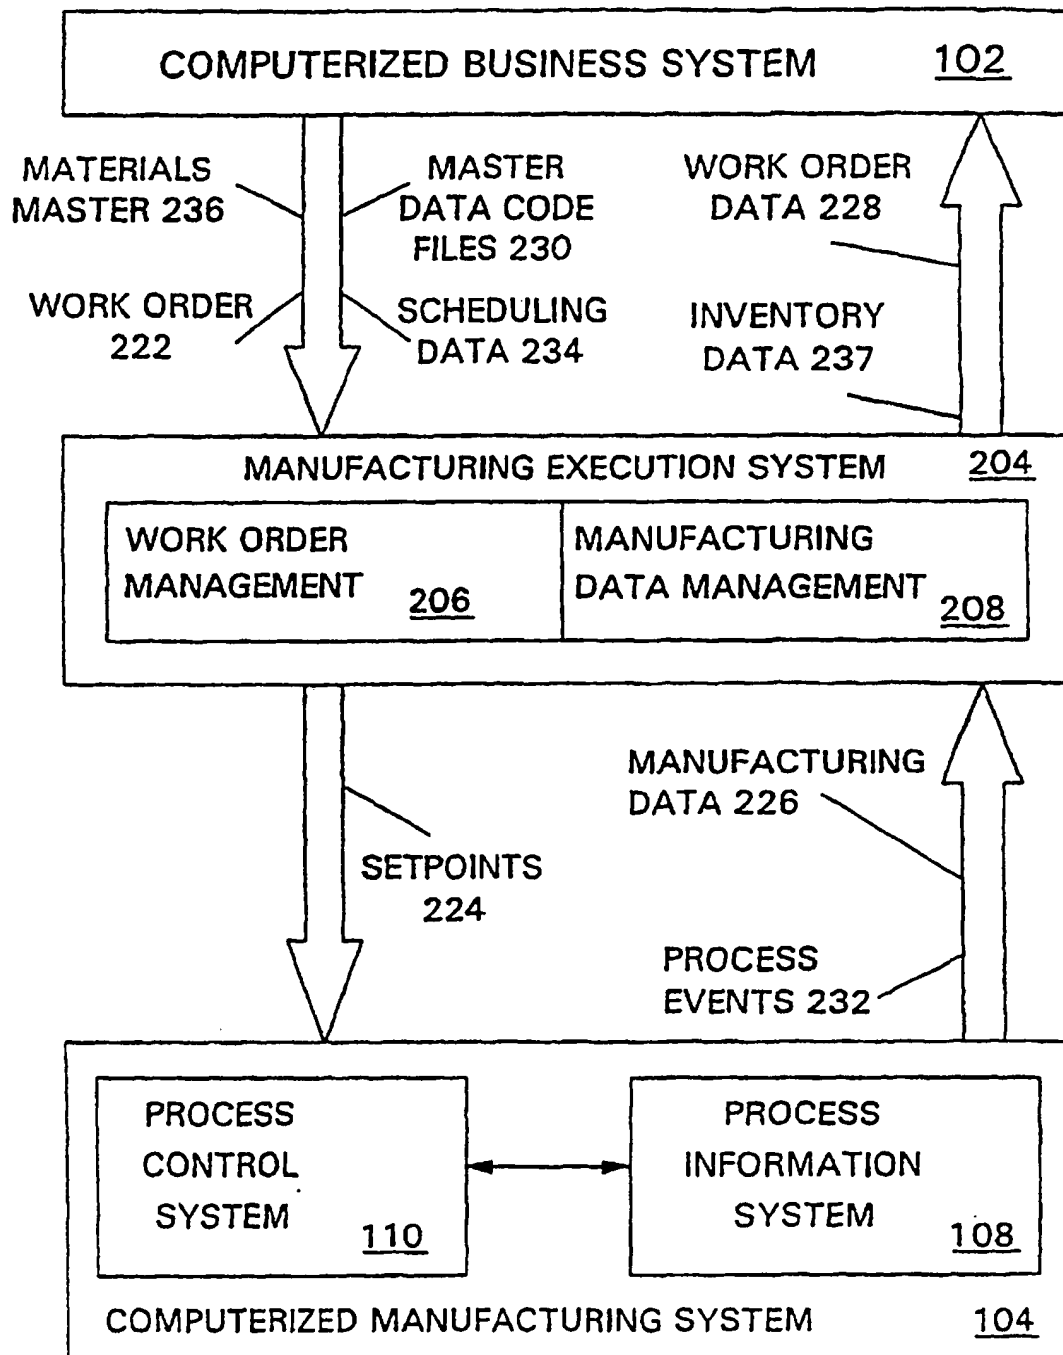 COMPUTERIZED BUSINESS SYSTEM 102
MATERIALS
MASTER 236
MASTER
DATA CODE
FILES 230
WORK ORDER
DATA 228
WORK ORDER
222
SCHEDULING
DATA 234
INVENTORY
DATA 237
MANUFACTURING EXECUTION SYSTEM 204
WORK ORDER
MANAGEMENT 206
MANUFACTURING
DATA MANAGEMENT 208
SETPOINTS
224
MANUFACTURING
DATA 226
PROCESS
EVENTS 232
PROCESS
CONTROL
SYSTEM 110
PROCESS
INFORMATION
SYSTEM 108
COMPUTERIZED MANUFACTURING SYSTEM 104